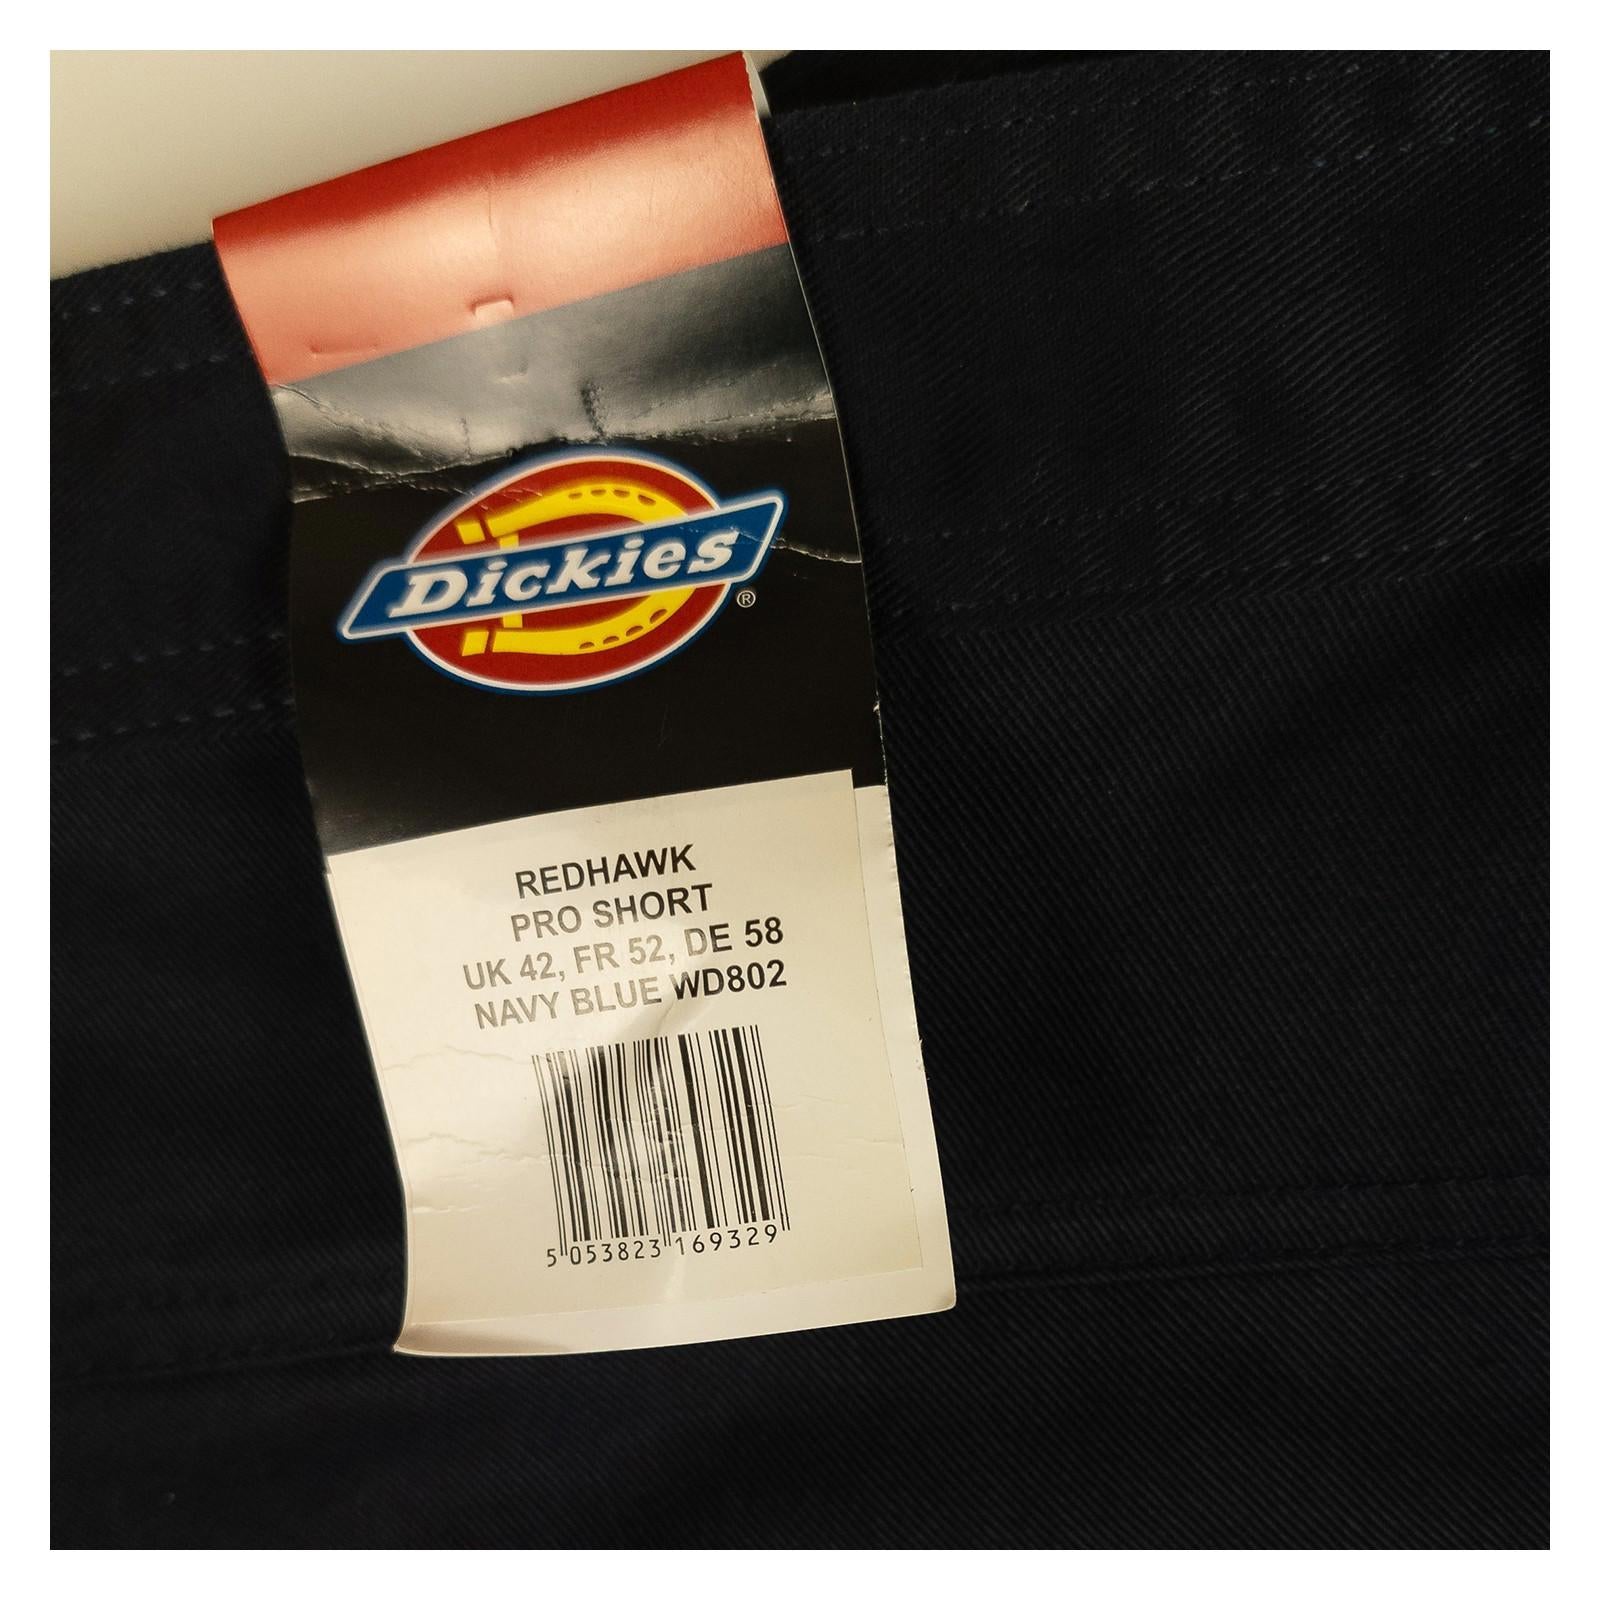 Dickies®
REDHAWK
PRO SHORT
UK 42, FR 52, DE 58
NAVY BLUE WD802
5 053823 169329